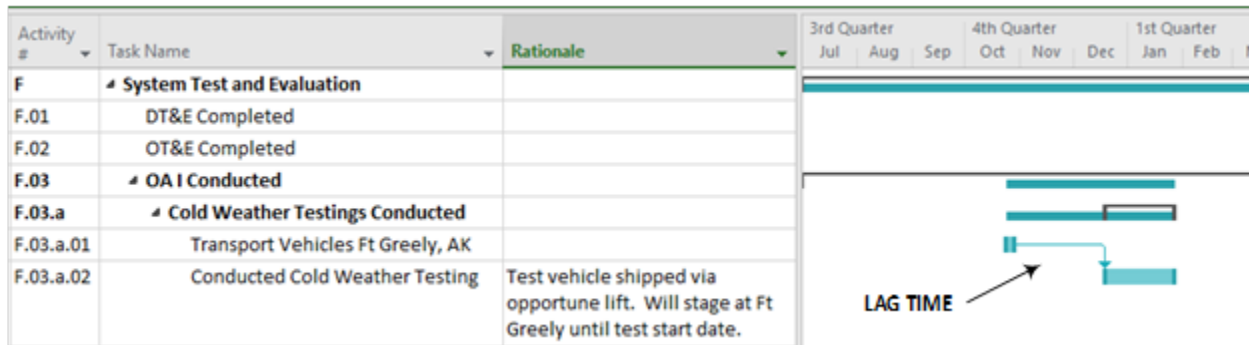 Activity
#
Task Name
Rationale
3rd Quarter
4th Quarter
1st Quarter
Jul
Aug
Sep
Oct
Nov
Dec
Jan
Feb
F
System Test and Evaluation
F.01
DT&E Completed
F.02
OT&E Completed
F.03
OA I Conducted
F.03.a
Cold Weather Testings Conducted
F.03.a.01
Transport Vehicles Ft Greely, AK
F.03.a.02
Conducted Cold Weather Testing
Test vehicle shipped via
opportune lift. Will stage at Ft
Greely until test start date.
LAG TIME